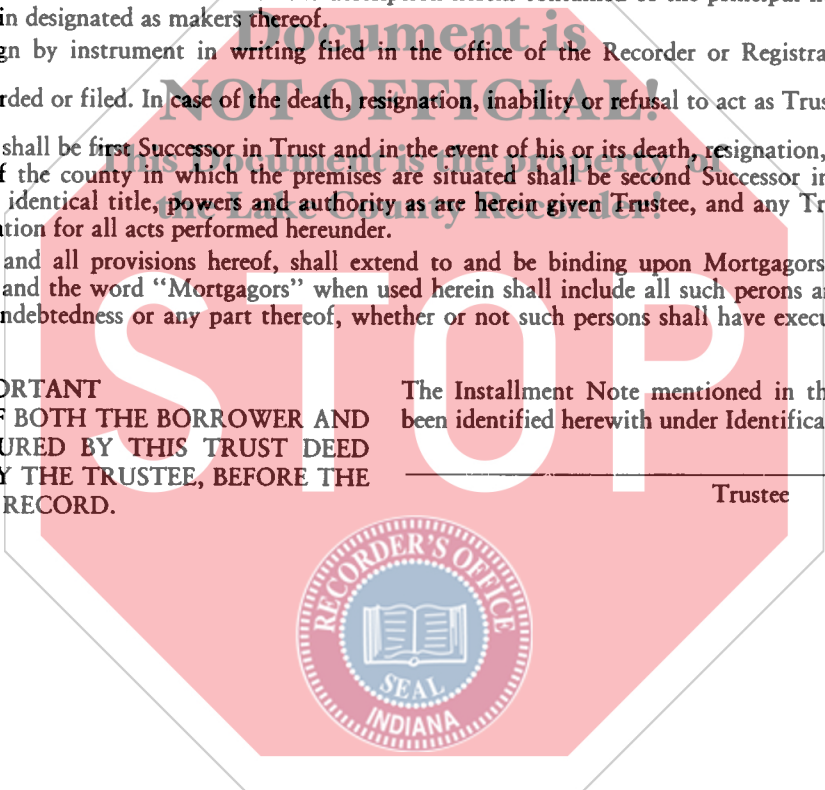 in designated as makers thereof.
Document is
gn by instrument in writing filed in the office of the Recorder or Registra
NOT OFFICIAL!
rded or filed. In case of the death, resignation, inability or refusal to act as Trus
shall be first Successor in Trust and in the event of his or its death, resignation,
This Document is the property of
f the county in which the premises are situated shall be second Successor in
identical title, powers and authority as are herein given Trustee, and any Tr
the Lake County Recorder!
tion for all acts performed hereunder.
and all provisions hereof, shall extend to and be binding upon Mortgagors
and the word "Mortgagors" when used herein shall include all such perons a
ndebtedness or any part thereof, whether or not such persons shall have execu
STOP
ORTANT
F BOTH THE BORROWER AND
URED BY THIS TRUST DEED
Y THE TRUSTEE, BEFORE THE
RECORD.
The Installment Note mentioned in th
been identified herewith under Identifica
Trustee
RECORDER'S OFFICE
SEAL
INDIANA